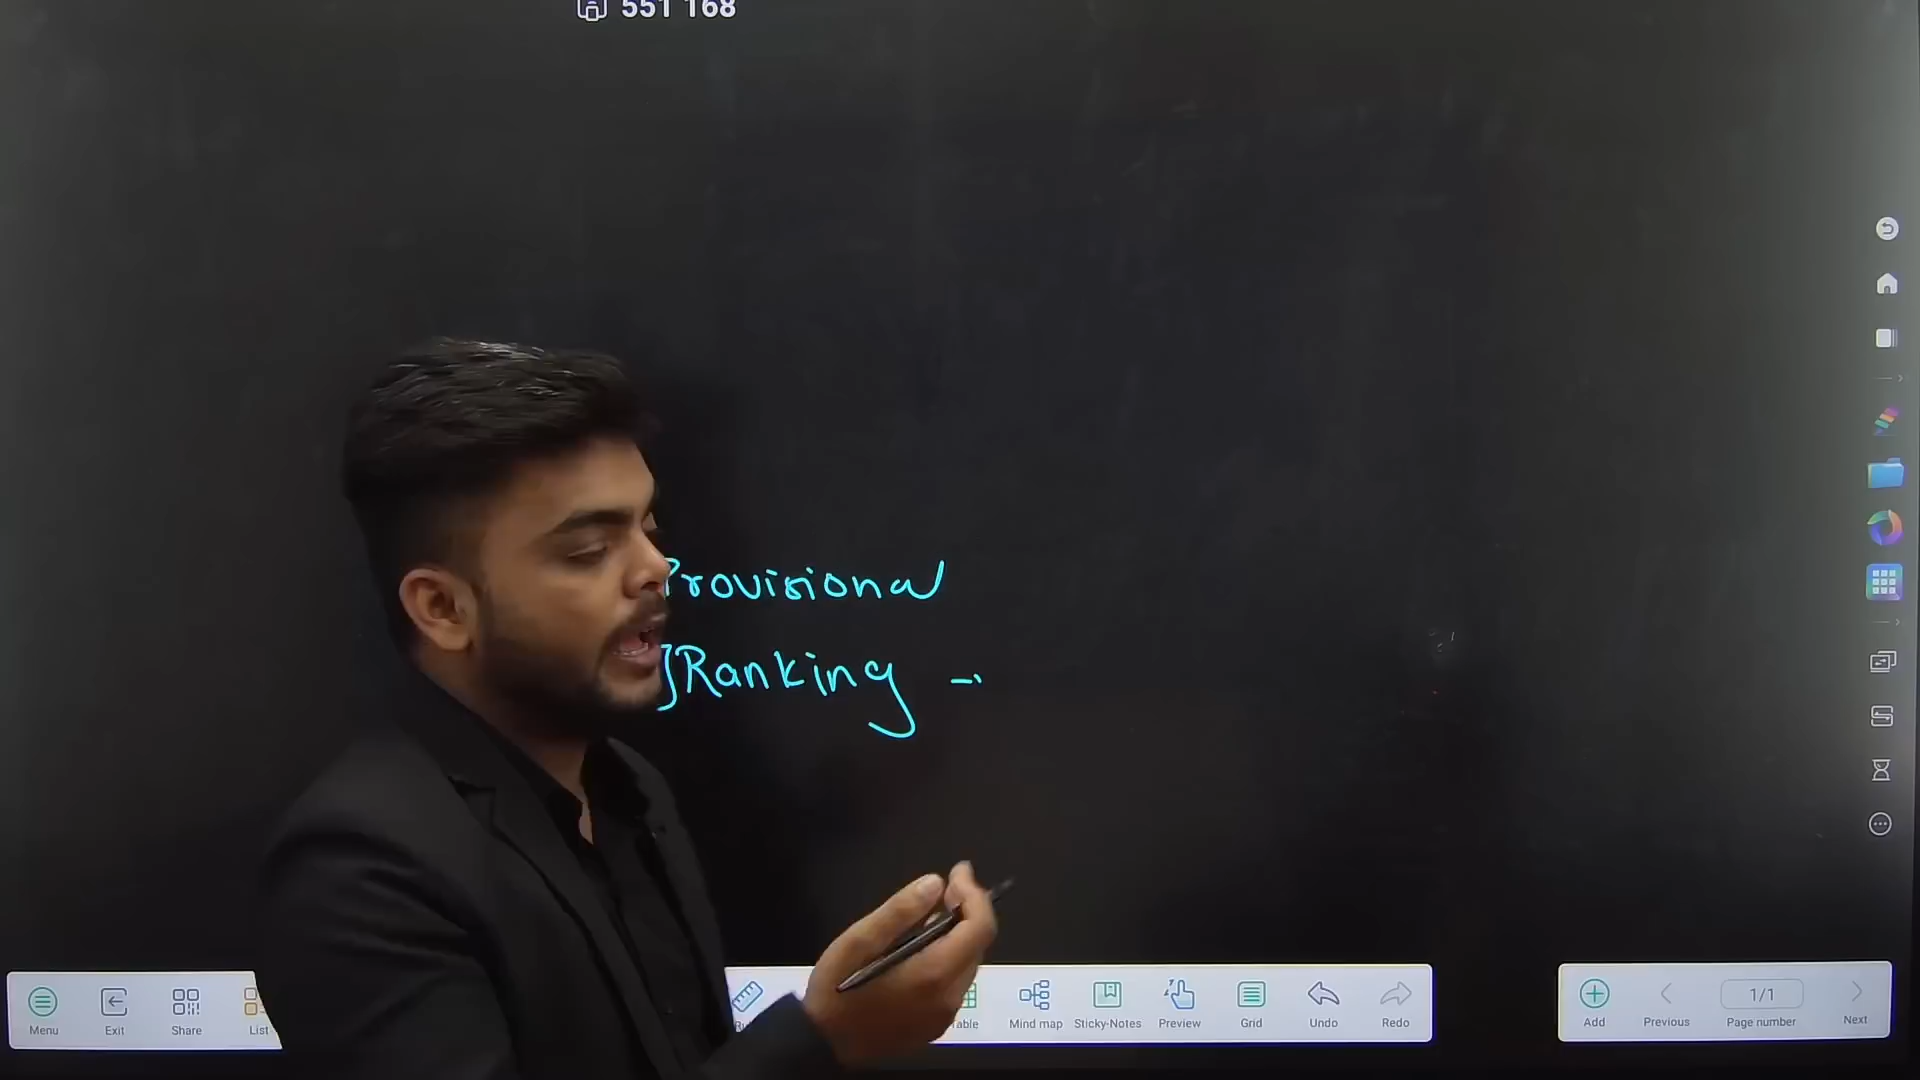 551 168
Provisional
]Ranking -
Menu
Exit
Share
List
Mind map
Sticky-Notes
Preview
Grid
Undo
Redo
Add
Previous
1/1
Page number
Next